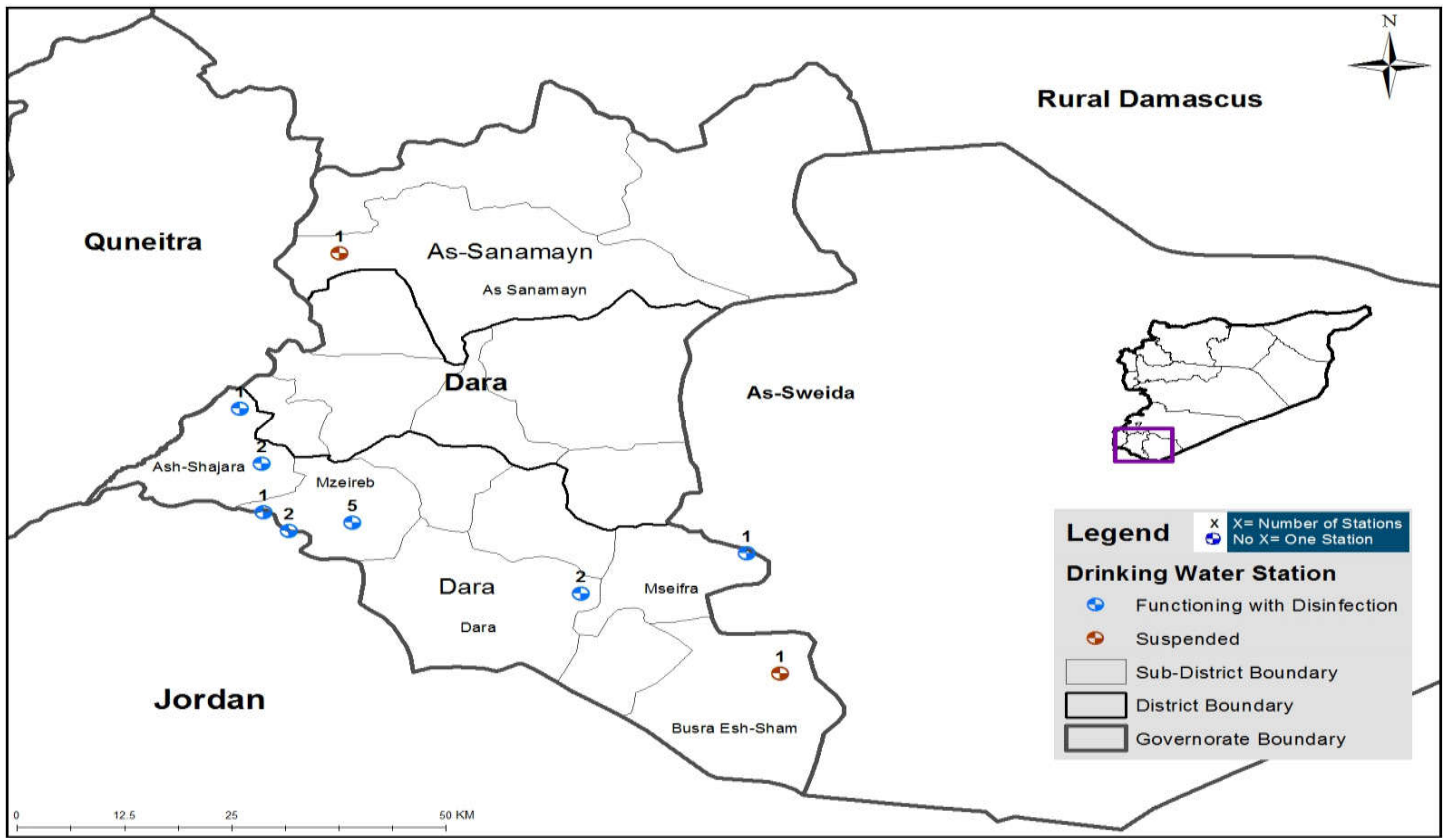 N
Rural Damascus
Quneitra
1
As-Sanamayn
As Sanamayn
Dara
As-Sweida
1
2
Ash-Shajara
Mzeireb
1
2
5
1
2
Mseifra
Dara
Dara
1
Busra Esh-Sham
Jordan
Legend
X X= Number of Stations
No X= One Station
Drinking Water Station
Functioning with Disinfection
Suspended
Sub-District Boundary
District Boundary
Governorate Boundary
0 12.5 25 50 KM